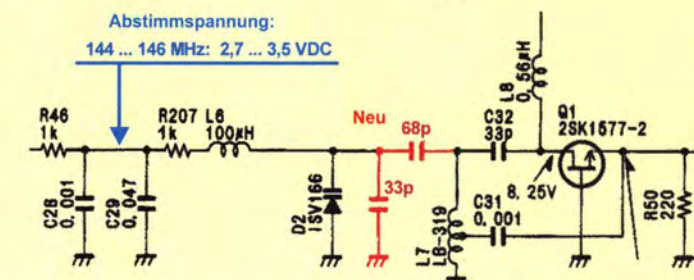 Abstimmspannung:
144 ... 146 MHz: 2,7 ... 3,5 VDC
R46
1k
R207
1k
L6
100μH
Neu
68p
33p
C32
33p
L8
0,56μH
Q1
2SK1577-2
8,25V
C28
0,001
C29
0,047
D2
1SV166
L7
LB-319
C31
0,001
R50
220